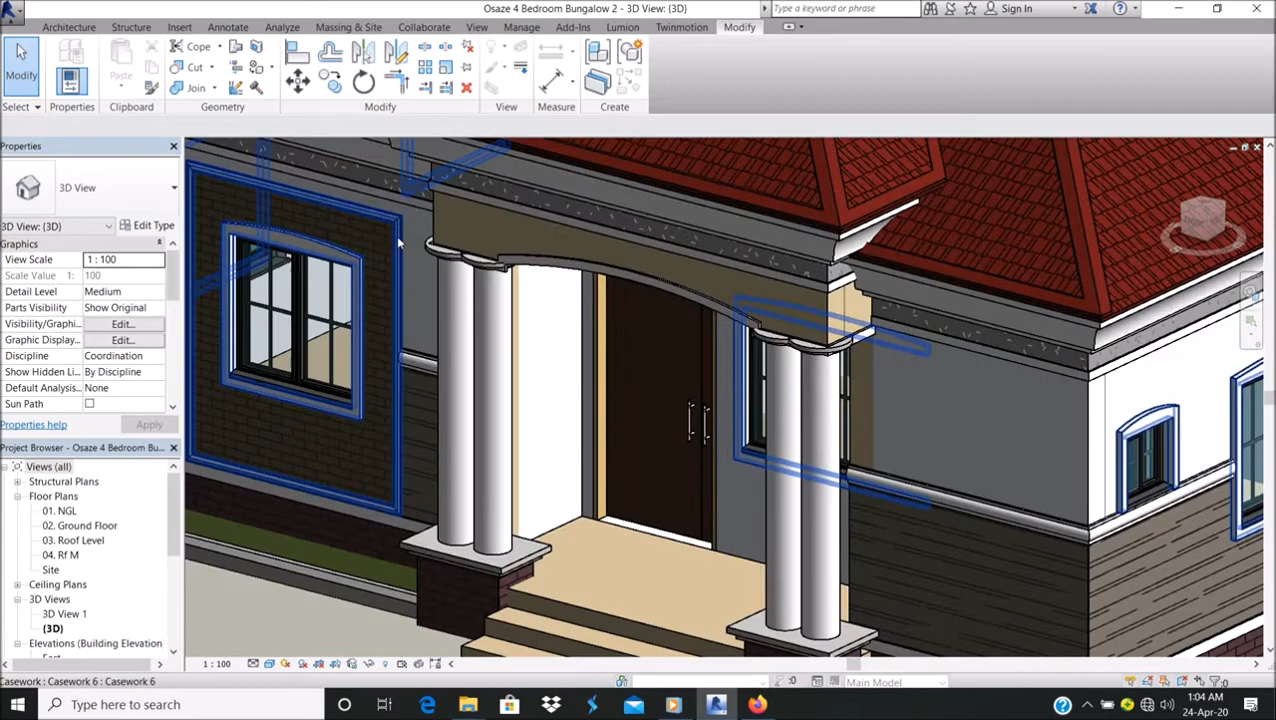 Osaze 4 Bedroom Bungalow 2 - 3D View: {3D}
Type a keyword or phrase
Sign In
Architecture Structure Insert Annotate Analyze Massing & Site Collaborate View Manage Add-Ins Lumion Twinmotion Modify
Modify
Paste
Cope
Cut
Join
Select
Properties
Clipboard
Geometry
Modify
View
Measure
Create
Properties
3D View
3D View: {3D}
Edit Type
Graphics
View Scale 1 : 100
Scale Value 1: 100
Detail Level Medium
Parts Visibility Show Original
Visibility/Graphi... Edit...
Graphic Display... Edit...
Discipline Coordination
Show Hidden Li... By Discipline
Default Analysis... None
Sun Path
Properties help
Apply
Project Browser - Osaze 4 Bedroom Bu...
Views (all)
Structural Plans
Floor Plans
01. NGL
02. Ground Floor
03. Roof Level
04. Rf M
Site
Ceiling Plans
3D Views
3D View 1
{3D}
Elevations (Building Elevation
1 : 100
Casework : Casework 6 : Casework 6
:0
Main Model
:0
Type here to search
1:04 AM
24-Apr-20